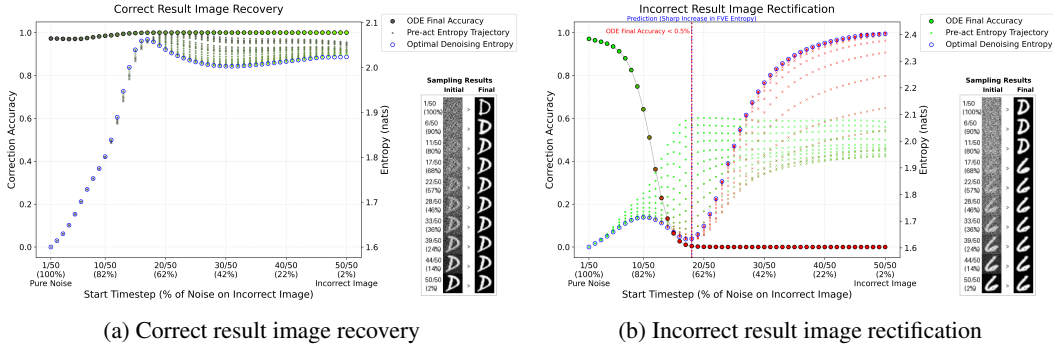 Correct Result Image Recovery
Correction Accuracy
1.0
0.8
0.6
0.4
0.2
0.0
2.1
2.0
1.9
1.8
1.7
1.6
Entropy (nats)
1/50 10/50 20/50 30/50 40/50 50/50
(100%) (82%) (62%) (42%) (22%) (2%)
Pure Noise Incorrect Image
Start Timestep (% of Noise on Incorrect Image)
ODE Final Accuracy
Pre-act Entropy Trajectory
Optimal Denoising Entropy
Sampling Results
Initial Final
1/50
(100%) >
6/50
(90%) >
11/50
(80%) >
17/50
(68%) >
22/50
(57%) >
28/50
(46%) >
33/50
(36%) >
39/50
(24%) >
44/50
(14%) >
50/50
(2%) >
(a) Correct result image recovery
Incorrect Result Image Rectification
Prediction (Sharp Increase in FVE Entropy)
ODE Final Accuracy < 0.5%
Correction Accuracy
1.0
0.8
0.6
0.4
0.2
0.0
2.4
2.3
2.2
2.1
2.0
1.9
1.8
1.7
1.6
Entropy (nats)
1/50 10/50 20/50 30/50 40/50 50/50
(100%) (82%) (62%) (42%) (22%) (2%)
Pure Noise Incorrect Image
Start Timestep (% of Noise on Incorrect Image)
ODE Final Accuracy
Pre-act Entropy Trajectory
Optimal Denoising Entropy
Sampling Results
Initial Final
1/50
(100%) >
6/50
(90%) >
11/50
(80%) >
17/50
(68%) >
22/50
(57%) >
28/50
(46%) >
33/50
(36%) >
39/50
(24%) >
44/50
(14%) >
50/50
(2%) >
(b) Incorrect result image rectification